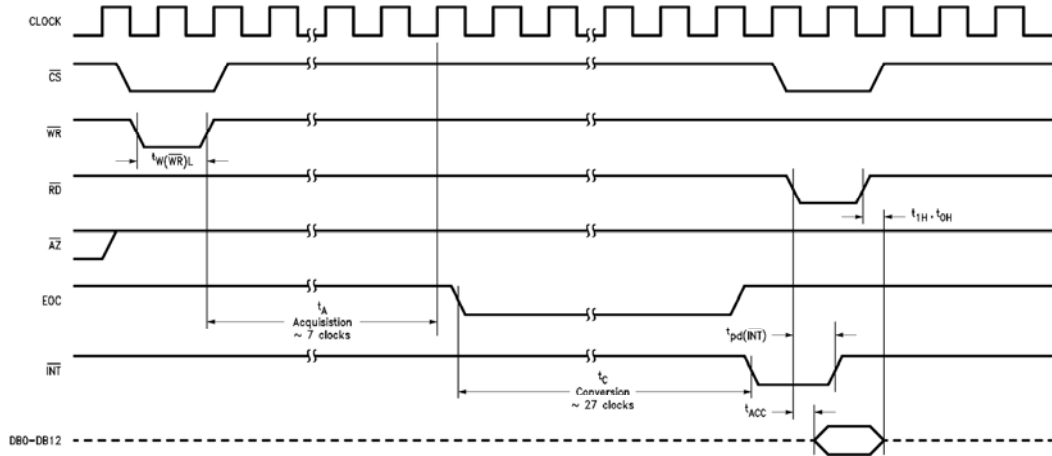 CLOCK
CS
WR
tW(WR)L
RD
t1H, t0H
AZ
EOC
tA
Acquisistion
~ 7 clocks
tpd(INT)
INT
tC
Conversion
~ 27 clocks
tACC
DB0–DB12